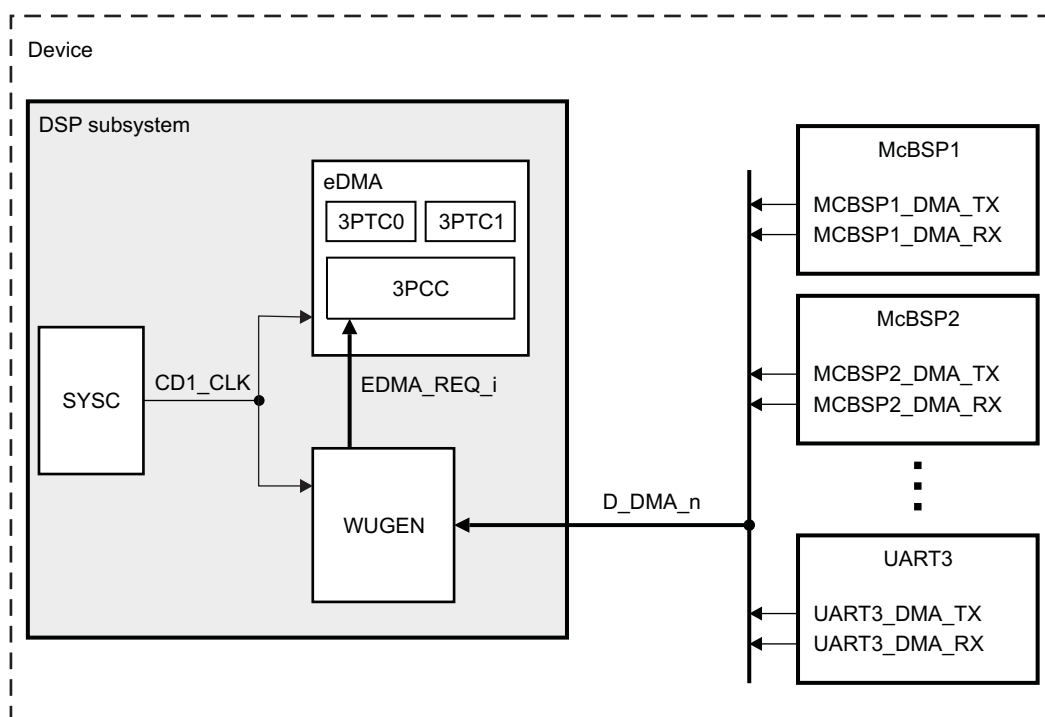 Device
DSP subsystem
eDMA
3PTC0
3PTC1
3PCC
SYSC
CD1_CLK
EDMA_REQ_i
WUGEN
D_DMA_n
McBSP1
MCBSP1_DMA_TX
MCBSP1_DMA_RX
McBSP2
MCBSP2_DMA_TX
MCBSP2_DMA_RX
UART3
UART3_DMA_TX
UART3_DMA_RX